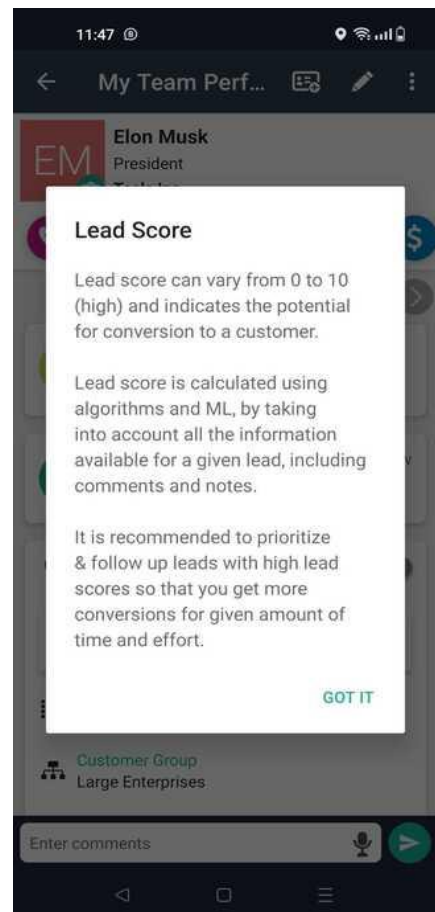 11:47
My Team Perf...
EM
Elon Musk
President
Lead Score
Lead score can vary from 0 to 10
(high) and indicates the potential
for conversion to a customer.
Lead score is calculated using
algorithms and ML, by taking
into account all the information
available for a given lead, including
comments and notes.
It is recommended to prioritize
& follow up leads with high lead
scores so that you get more
conversions for given amount of
time and effort.
GOT IT
Customer Group
Large Enterprises
Enter comments